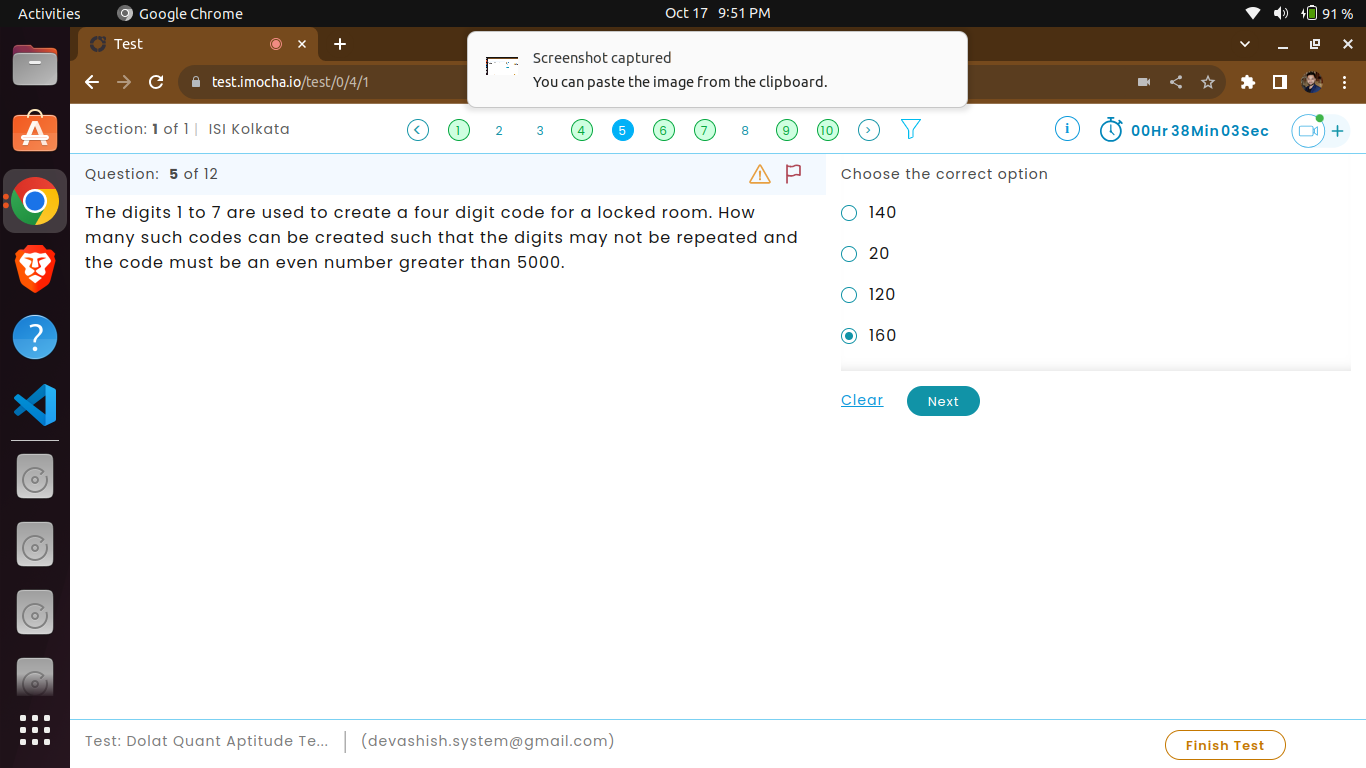 Activities
Google Chrome
Oct 17 9:51 PM
91 %
Test
Screenshot captured
You can paste the image from the clipboard.
test.imocha.io/test/0/4/1
Section: 1 of 1 | ISI Kolkata
1 2 3 4 5 6 7 8 9 10
00Hr 38Min 03Sec
Question: 5 of 12
The digits 1 to 7 are used to create a four digit code for a locked room. How
many such codes can be created such that the digits may not be repeated and
the code must be an even number greater than 5000.
Choose the correct option
140
20
120
160
Clear
Next
Test: Dolat Quant Aptitude Te...
(devashish.system@gmail.com)
Finish Test